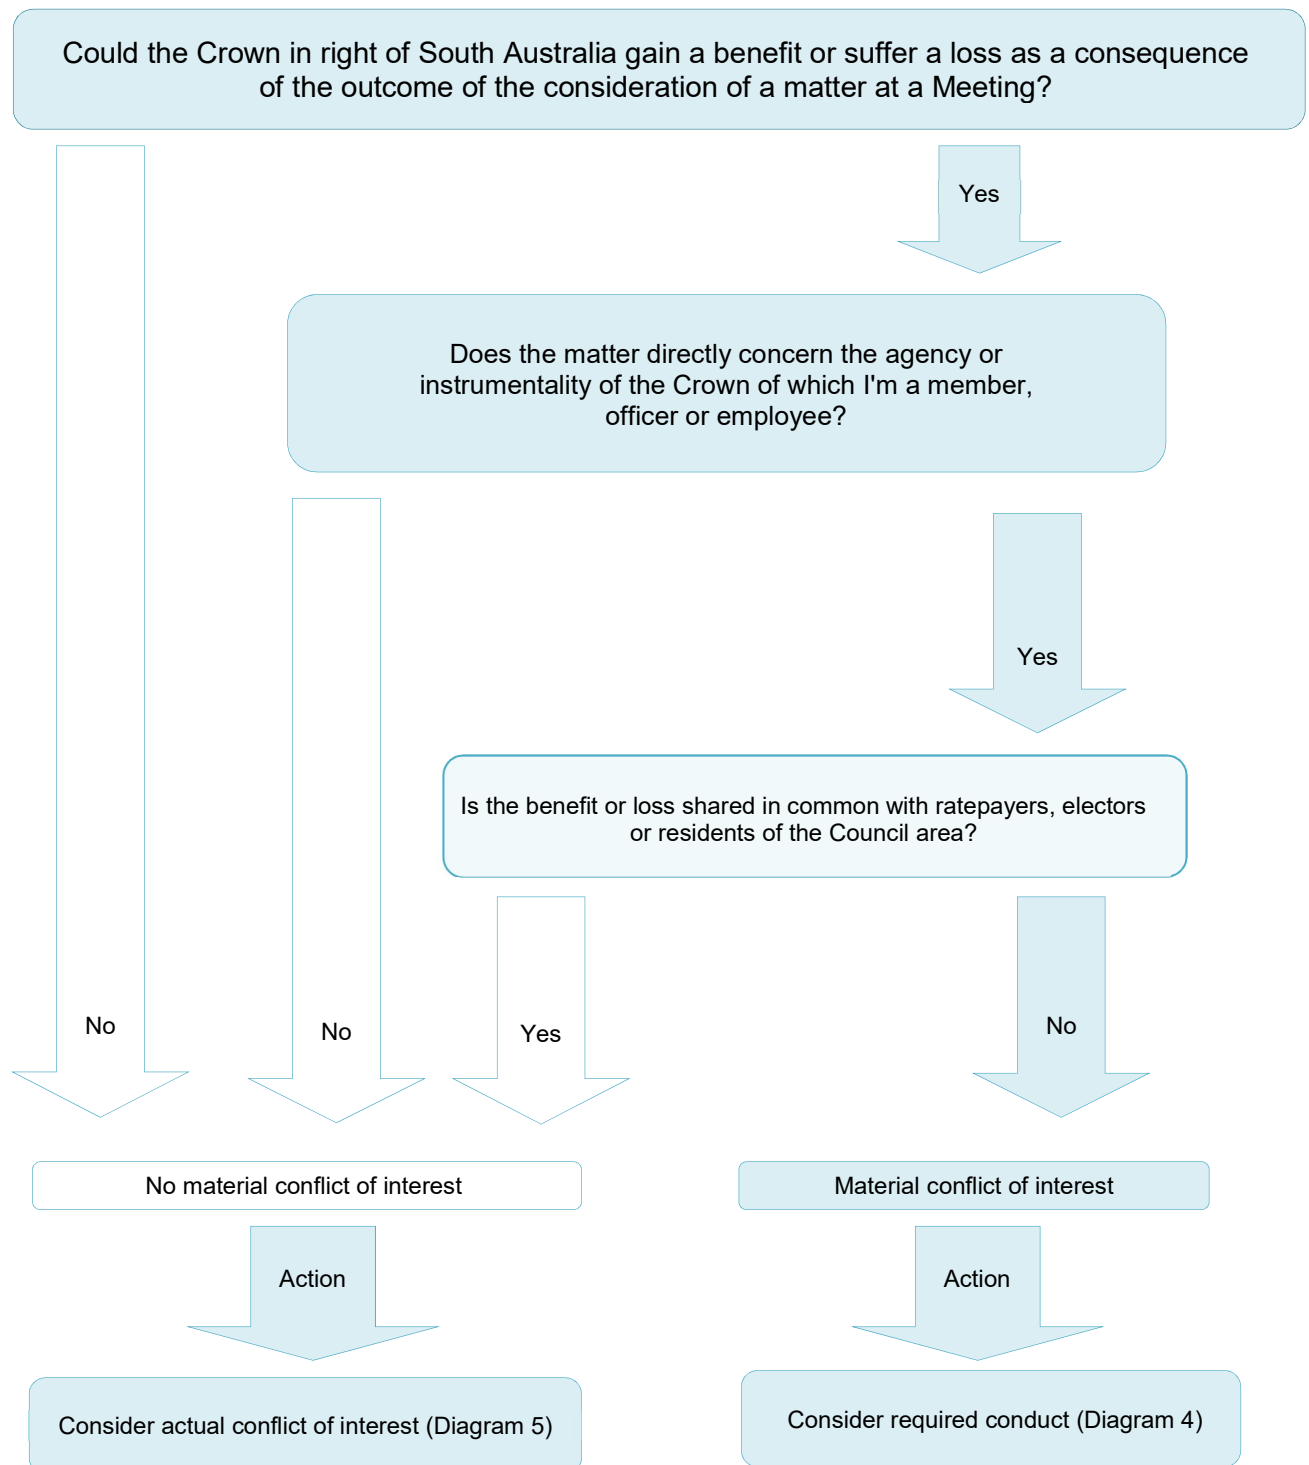 Could the Crown in right of South Australia gain a benefit or suffer a loss as a consequence
of the outcome of the consideration of a matter at a Meeting?
Yes
Does the matter directly concern the agency or
instrumentality of the Crown of which I'm a member,
officer or employee?
Yes
Is the benefit or loss shared in common with ratepayers, electors
or residents of the Council area?
No
No
Yes
No
No material conflict of interest
Material conflict of interest
Action
Action
Consider actual conflict of interest (Diagram 5)
Consider required conduct (Diagram 4)